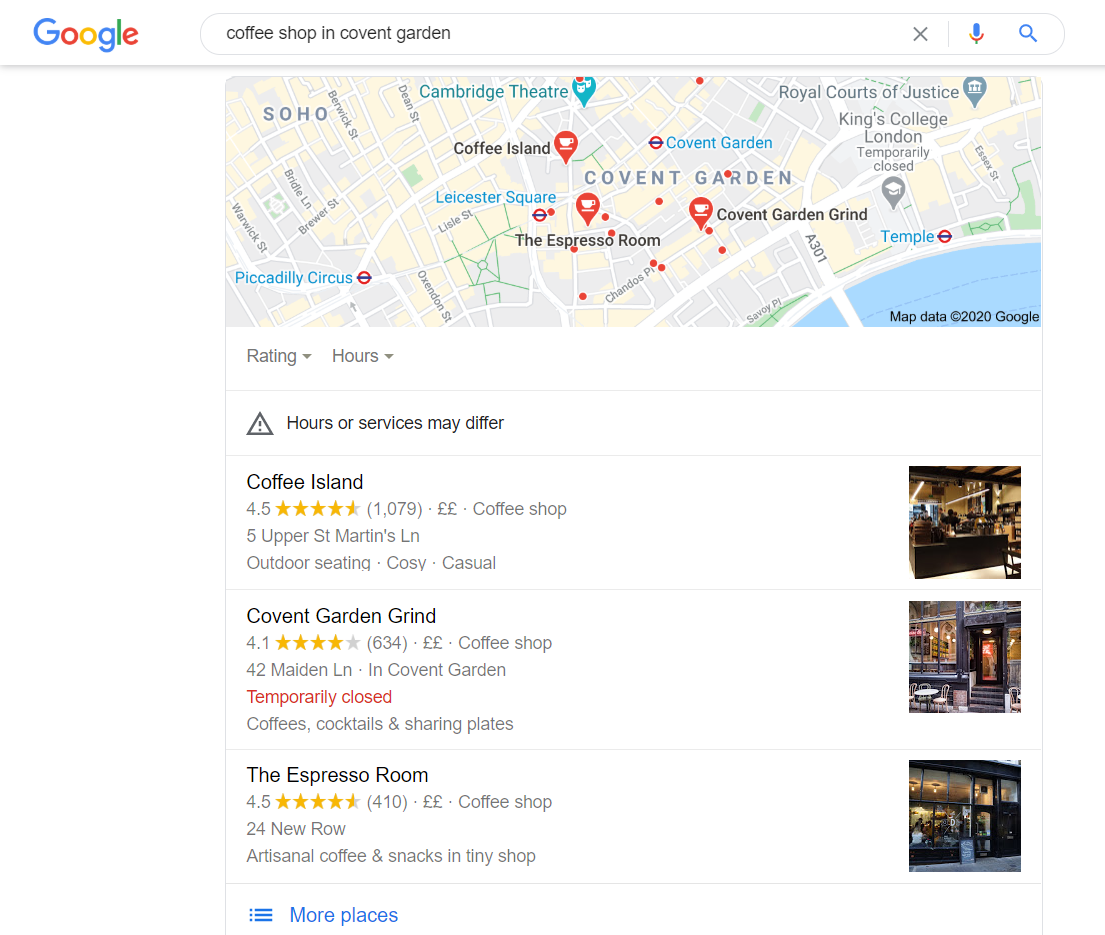 Google
coffee shop in covent garden
Cambridge Theatre
Royal Courts of Justice
SOHO
Berwick St
Dean St
King's College
London
Temporarily
closed
Coffee Island
Covent Garden
COVENT GARDEN
Essex St
Bridle Ln
Leicester Square
Warwick St
Brewer St
Lisle St
Covent Garden Grind
The Espresso Room
Temple
A301
Piccadilly Circus
Oxendon St
Chandos Pl
Savoy Pl
Map data ©2020 Google
Rating Hours
Hours or services may differ
Coffee Island
4.5 (1,079) · ££ · Coffee shop
5 Upper St Martin's Ln
Outdoor seating · Cosy · Casual
Covent Garden Grind
4.1 (634) · ££ · Coffee shop
42 Maiden Ln · In Covent Garden
Temporarily closed
Coffees, cocktails & sharing plates
The Espresso Room
4.5 (410) · ££ · Coffee shop
24 New Row
Artisanal coffee & snacks in tiny shop
More places